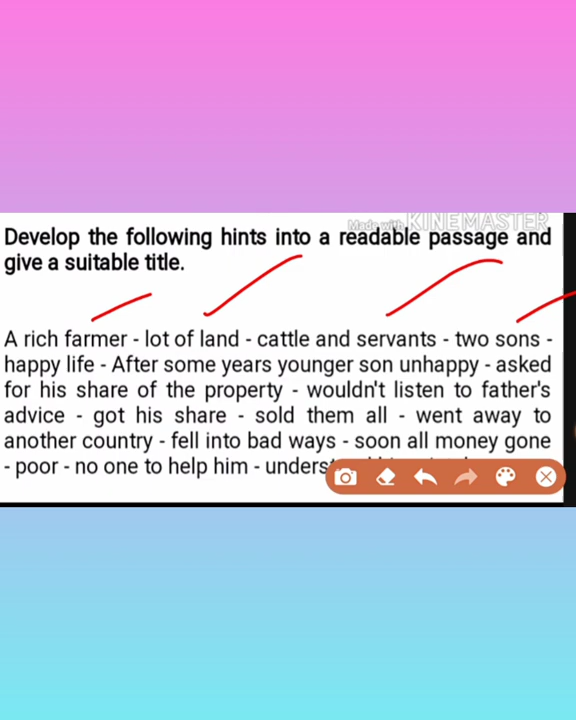 Made with KINEMASTER
Develop the following hints into a readable passage and
give a suitable title.
A rich farmer - lot of land - cattle and servants - two sons -
happy life - After some years younger son unhappy - asked
for his share of the property - wouldn't listen to father's
advice - got his share - sold them all - went away to
another country - fell into bad ways - soon all money gone
- poor - no one to help him -